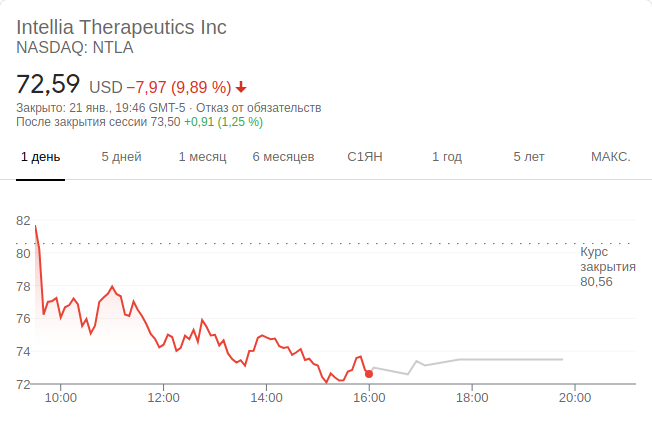 Intellia Therapeutics Inc
NASDAQ: NTLA
72,59 USD −7,97 (9,89 %)
Закрыто: 21 янв., 19:46 GMT-5 · Отказ от обязательств
После закрытия сессии 73,50 +0,91 (1,25 %)
1 день 5 дней 1 месяц 6 месяцев С1ЯН 1 год 5 лет МАКС.
82
80
78
76
74
72
Курс
закрытия
80,56
10:00 12:00 14:00 16:00 18:00 20:00